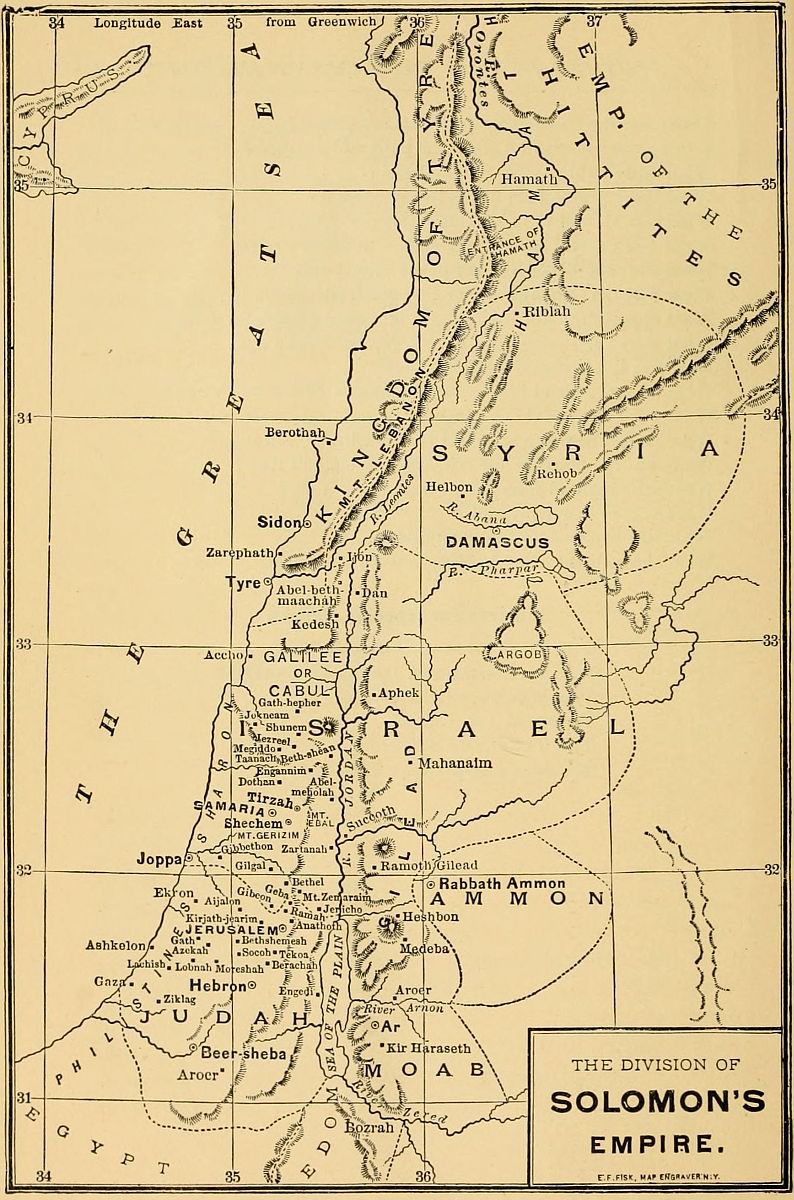 34 Longitude East 35 from Greenwich 36 37
CYPRUS
THE GREAT SEA
KINGDOM OF TYRE
Orontes
R.
EMP. OF THE
HITTITES
35
HAMATH
Hamath
35
ENTRANCE OF
HAMATH
Riblah
34
31
Berothah
MT LEBANON
SYRIA
Rehob
Helbon
R. Leontes
R. Abana
Sidon
DAMASCUS
Zarephath
Ijon
R. Pharpar
Tyre
Abel-beth-
maachah
Dan
Kedesh
33
Accho
GALILEE
OR
CABUL
ARGOB
33
Gath-hepher
Aphek
Jokneam
ISRAEL
Shunem
Jezreel
Megiddo
Taanach
Beth-shean
Mahanaim
Engannim
Dothan
Abel-
meholah
SHARON
R. JORDAN
GILEAD
Tirzah
SAMARIA
MT.
EBAL
Shechem
Succoth
MT. GERIZIM
Gibbethon
Zartanah
Joppa
Gilgal
Ramoth Gilead
32
32
Bethel
Rabbath Ammon
Ekron
Gibeon
Geba
Mt. Zemaraim
AMMON
Aijalon
Jericho
Ramah
Kirjath-jearim
Heshbon
JERUSALEM
Anathoth
Ashkelon
Gath
Bethshemesh
Medeba
Azekah
Socoh
Tekoa
Lachish
Lobnah
Moreshah
Berachah
Gaza
Hebron
Engedi
Aroer
Ziklag
River Arnon
PHILISTINES
JUDAH
SEA OF THE PLAIN
Ar
Beer-sheba
Kir Haraseth
Aroer
MOAB
31
River Zered
EGYPT
EDOM
Bozrah
34 35 36
THE DIVISION OF
SOLOMON'S
EMPIRE.
E.F. FISK, MAP ENGRAVER N.Y.